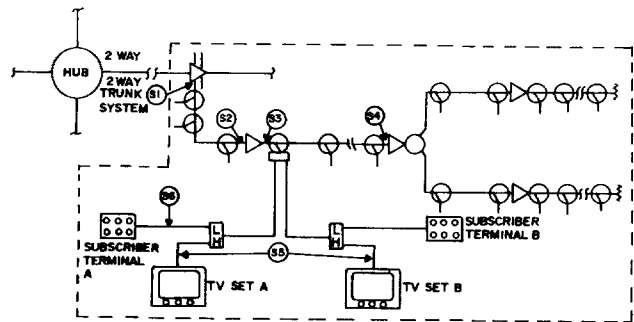 HUB
2 WAY
2 WAY
TRUNK
SYSTEM
S1
S2
S3
S4
S6
L
H
L
H
SUBSCRIBER
TERMINAL
A
SUBSCRIBER
TERMINAL B
S5
TV SET A
TV SET B